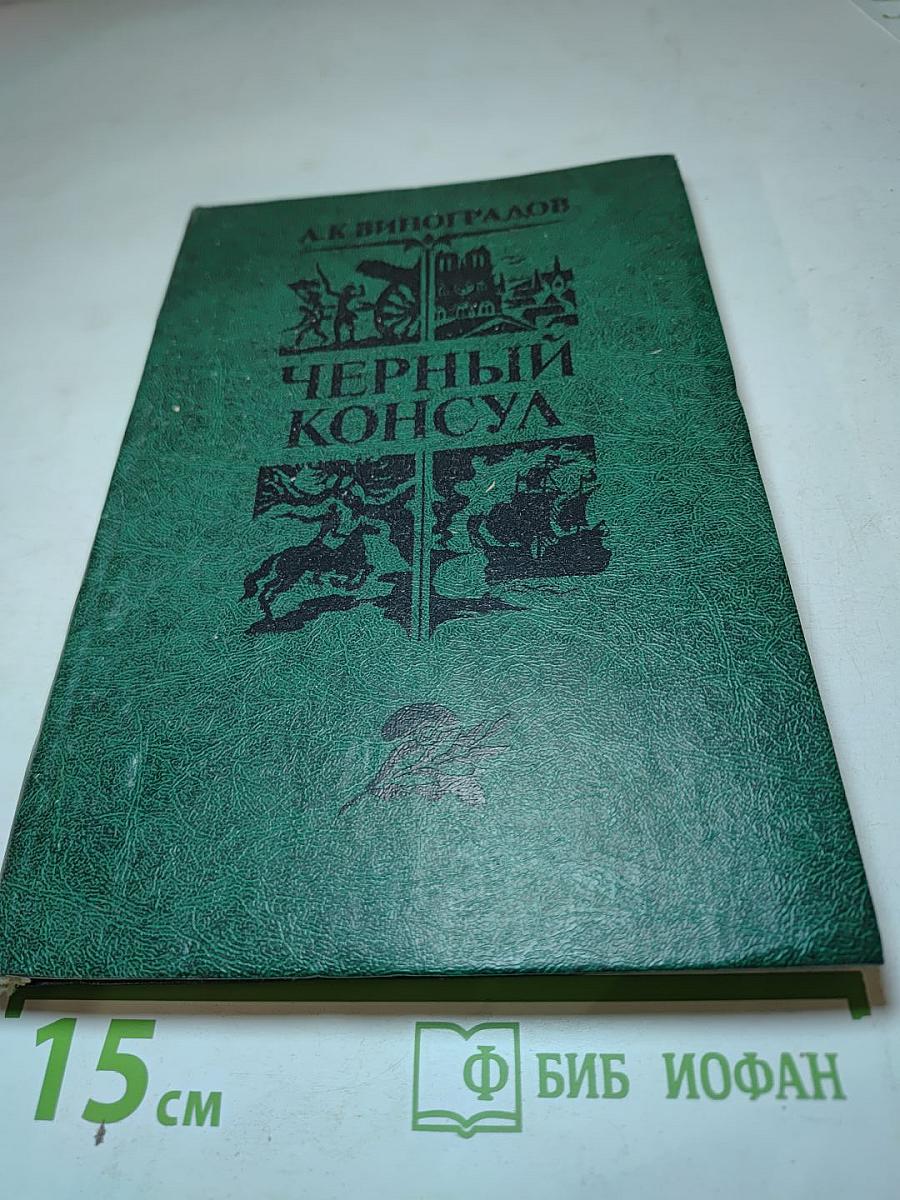 А.К ВИНОГРАДОВ
ЧЕРНЫЙ
КОНСУЛ
15 см
Ф БИБ ИОФАН